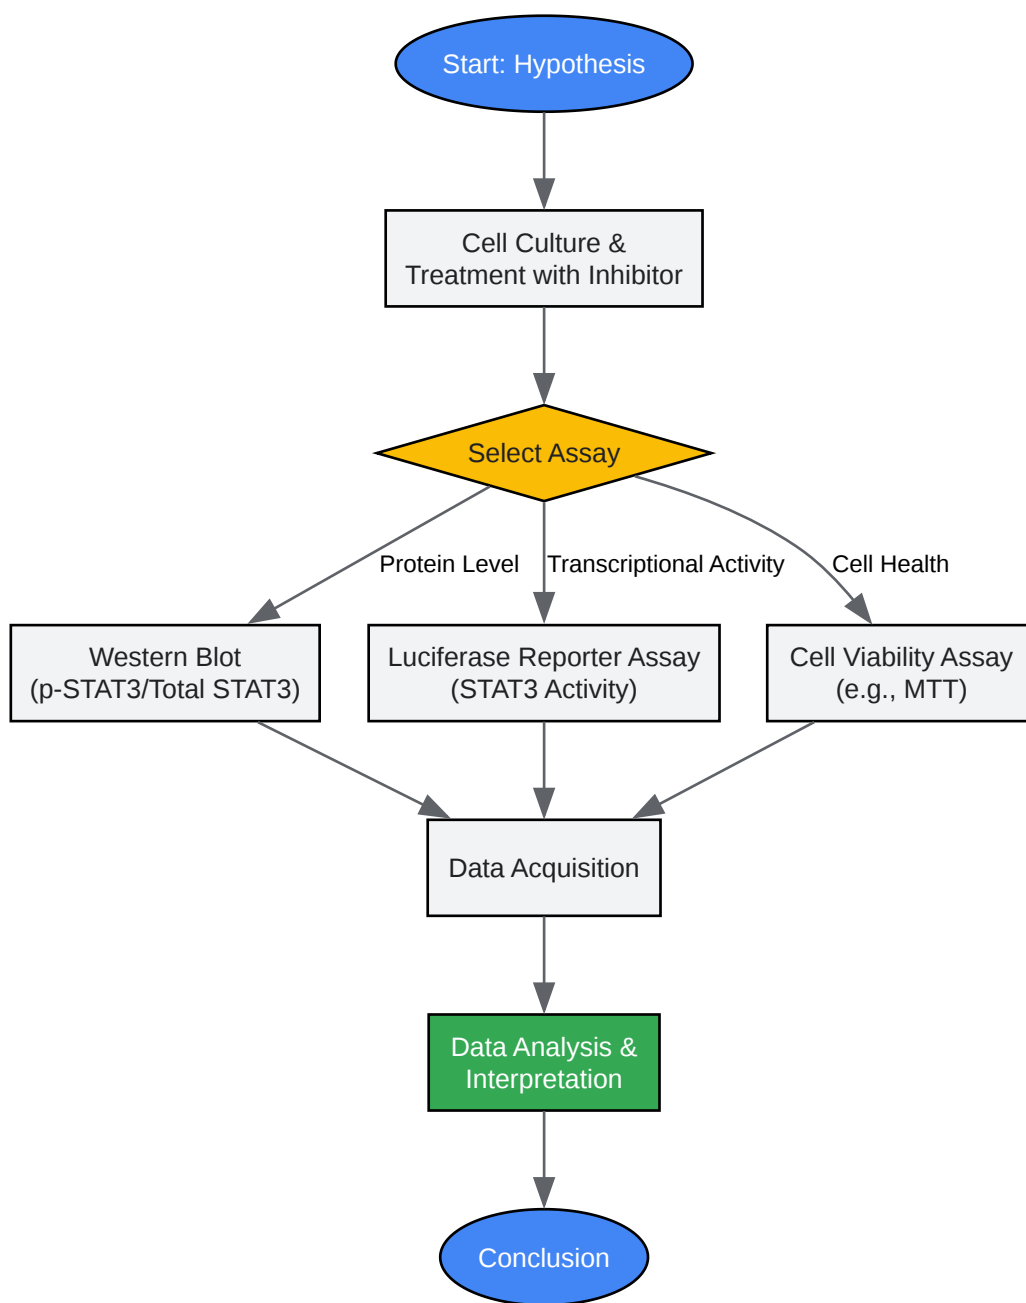 Start: Hypothesis
Cell Culture &
Treatment with Inhibitor
Select Assay
Protein Level
Transcriptional Activity
Cell Health
Western Blot
(p-STAT3/Total STAT3)
Luciferase Reporter Assay
(STAT3 Activity)
Cell Viability Assay
(e.g., MTT)
Data Acquisition
Data Analysis &
Interpretation
Conclusion